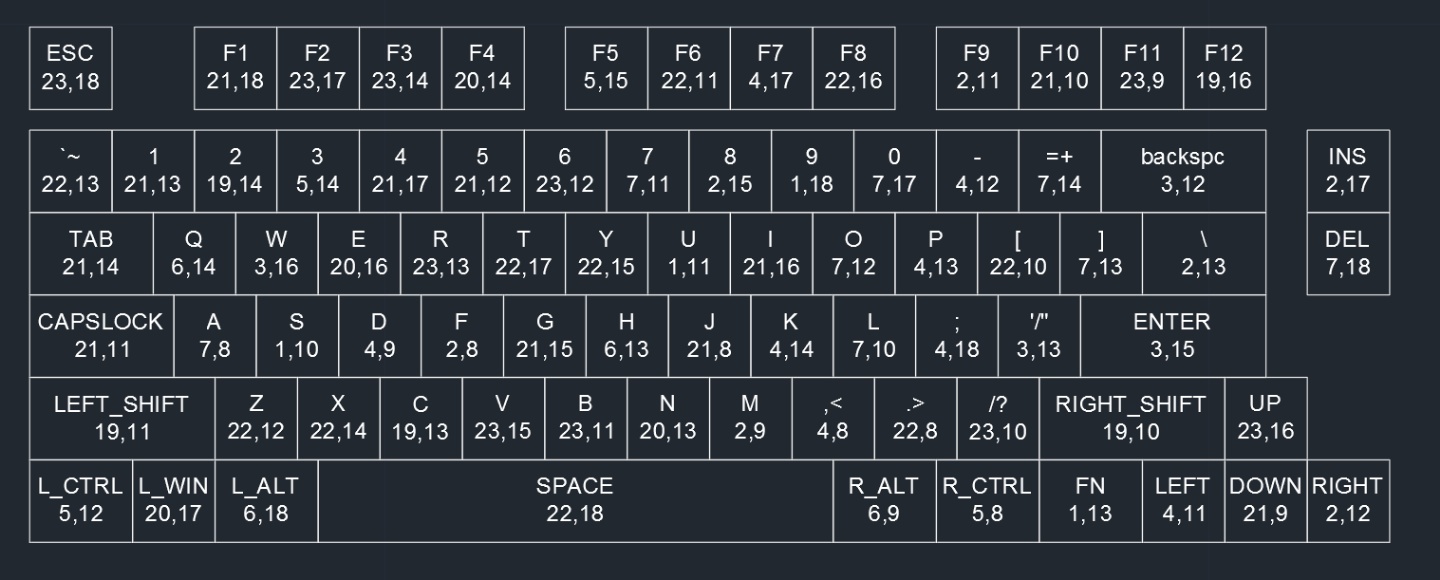 ESC F1 F2 F3 F4 F5 F6 F7 F8 F9 F10 F11 F12
23,18 21,18 23,17 23,14 20,14 5,15 22,11 4,17 22,16 2,11 21,10 23,9 19,16
`~ 1 2 3 4 5 6 7 8 9 0 - =+ backspc INS
22,13 21,13 19,14 5,14 21,17 21,12 23,12 7,11 2,15 1,18 7,17 4,12 7,14 3,12 2,17
TAB Q W E R T Y U I O P [ ] \ DEL
21,14 6,14 3,16 20,16 23,13 22,17 22,15 1,11 21,16 7,12 4,13 22,10 7,13 2,13 7,18
CAPSLOCK A S D F G H J K L ; '/" ENTER
21,11 7,8 1,10 4,9 2,8 21,15 6,13 21,8 4,14 7,10 4,18 3,13 3,15
LEFT_SHIFT Z X C V B N M ,< .> /? RIGHT_SHIFT UP
19,11 22,12 22,14 19,13 23,15 23,11 20,13 2,9 4,8 22,8 23,10 19,10 23,16
L_CTRL L_WIN L_ALT SPACE R_ALT R_CTRL FN LEFT DOWN RIGHT
5,12 20,17 6,18 22,18 6,9 5,8 1,13 4,11 21,9 2,12